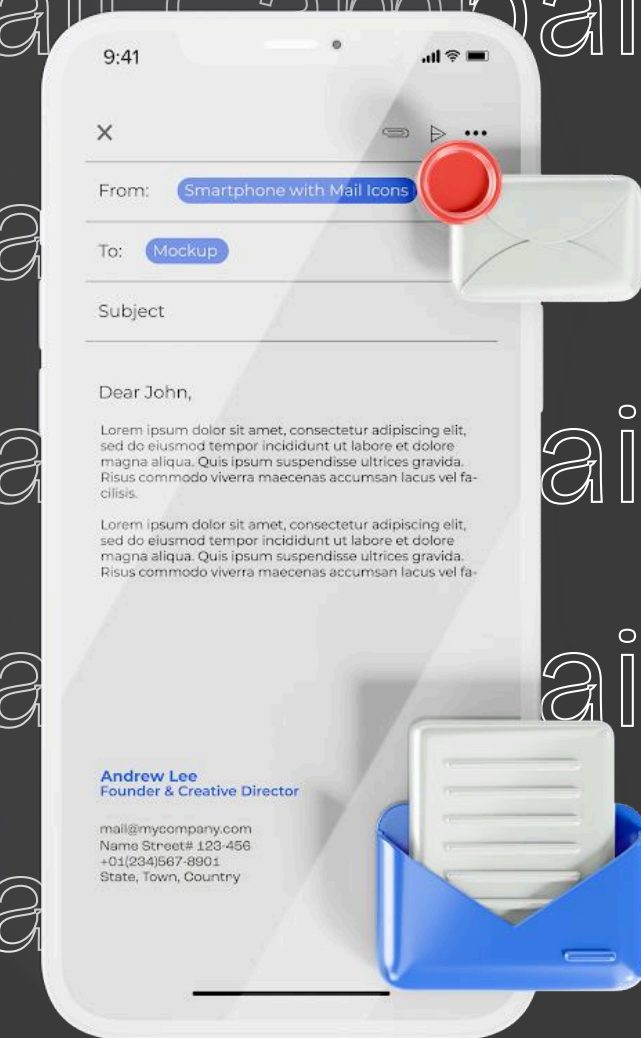 9:41
From: Smartphone with Mail Icons
To: Mockup
Subject
Dear John,
Lorem ipsum dolor sit amet, consectetur adipiscing elit,
sed do eiusmod tempor incididunt ut labore et dolore
magna aliqua. Quis ipsum suspendisse ultrices gravida.
Risus commodo viverra maecenas accumsan lacus vel fa-
cilisis.
Lorem ipsum dolor sit amet, consectetur adipiscing elit,
sed do eiusmod tempor incididunt ut labore et dolore
magna aliqua. Quis ipsum suspendisse ultrices gravida.
Risus commodo viverra maecenas accumsan lacus vel fa-
Andrew Lee
Founder & Creative Director
mail@mycompany.com
Name Street# 123-456
+01(234)567-8901
State, Town, Country